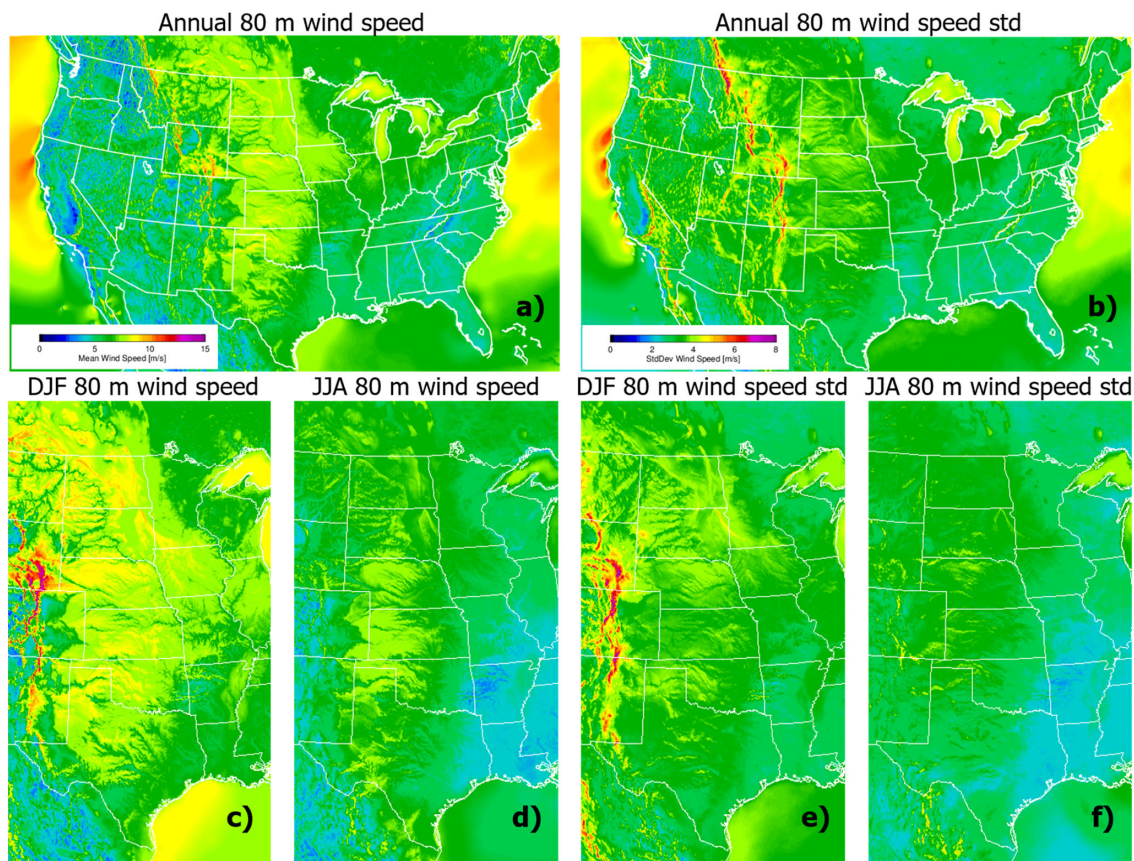 Annual 80 m wind speed
Annual 80 m wind speed std
a)
b)
0 5 10 15
Mean Wind Speed [m/s]
0 2 4 6 8
StdDev Wind Speed [m/s]
DJF 80 m wind speed
JJA 80 m wind speed
DJF 80 m wind speed std
JJA 80 m wind speed std
c)
d)
e)
f)